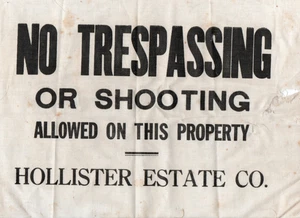 NO TRESPASSING
OR SHOOTING
ALLOWED ON THIS PROPERTY
HOLLISTER ESTATE CO.